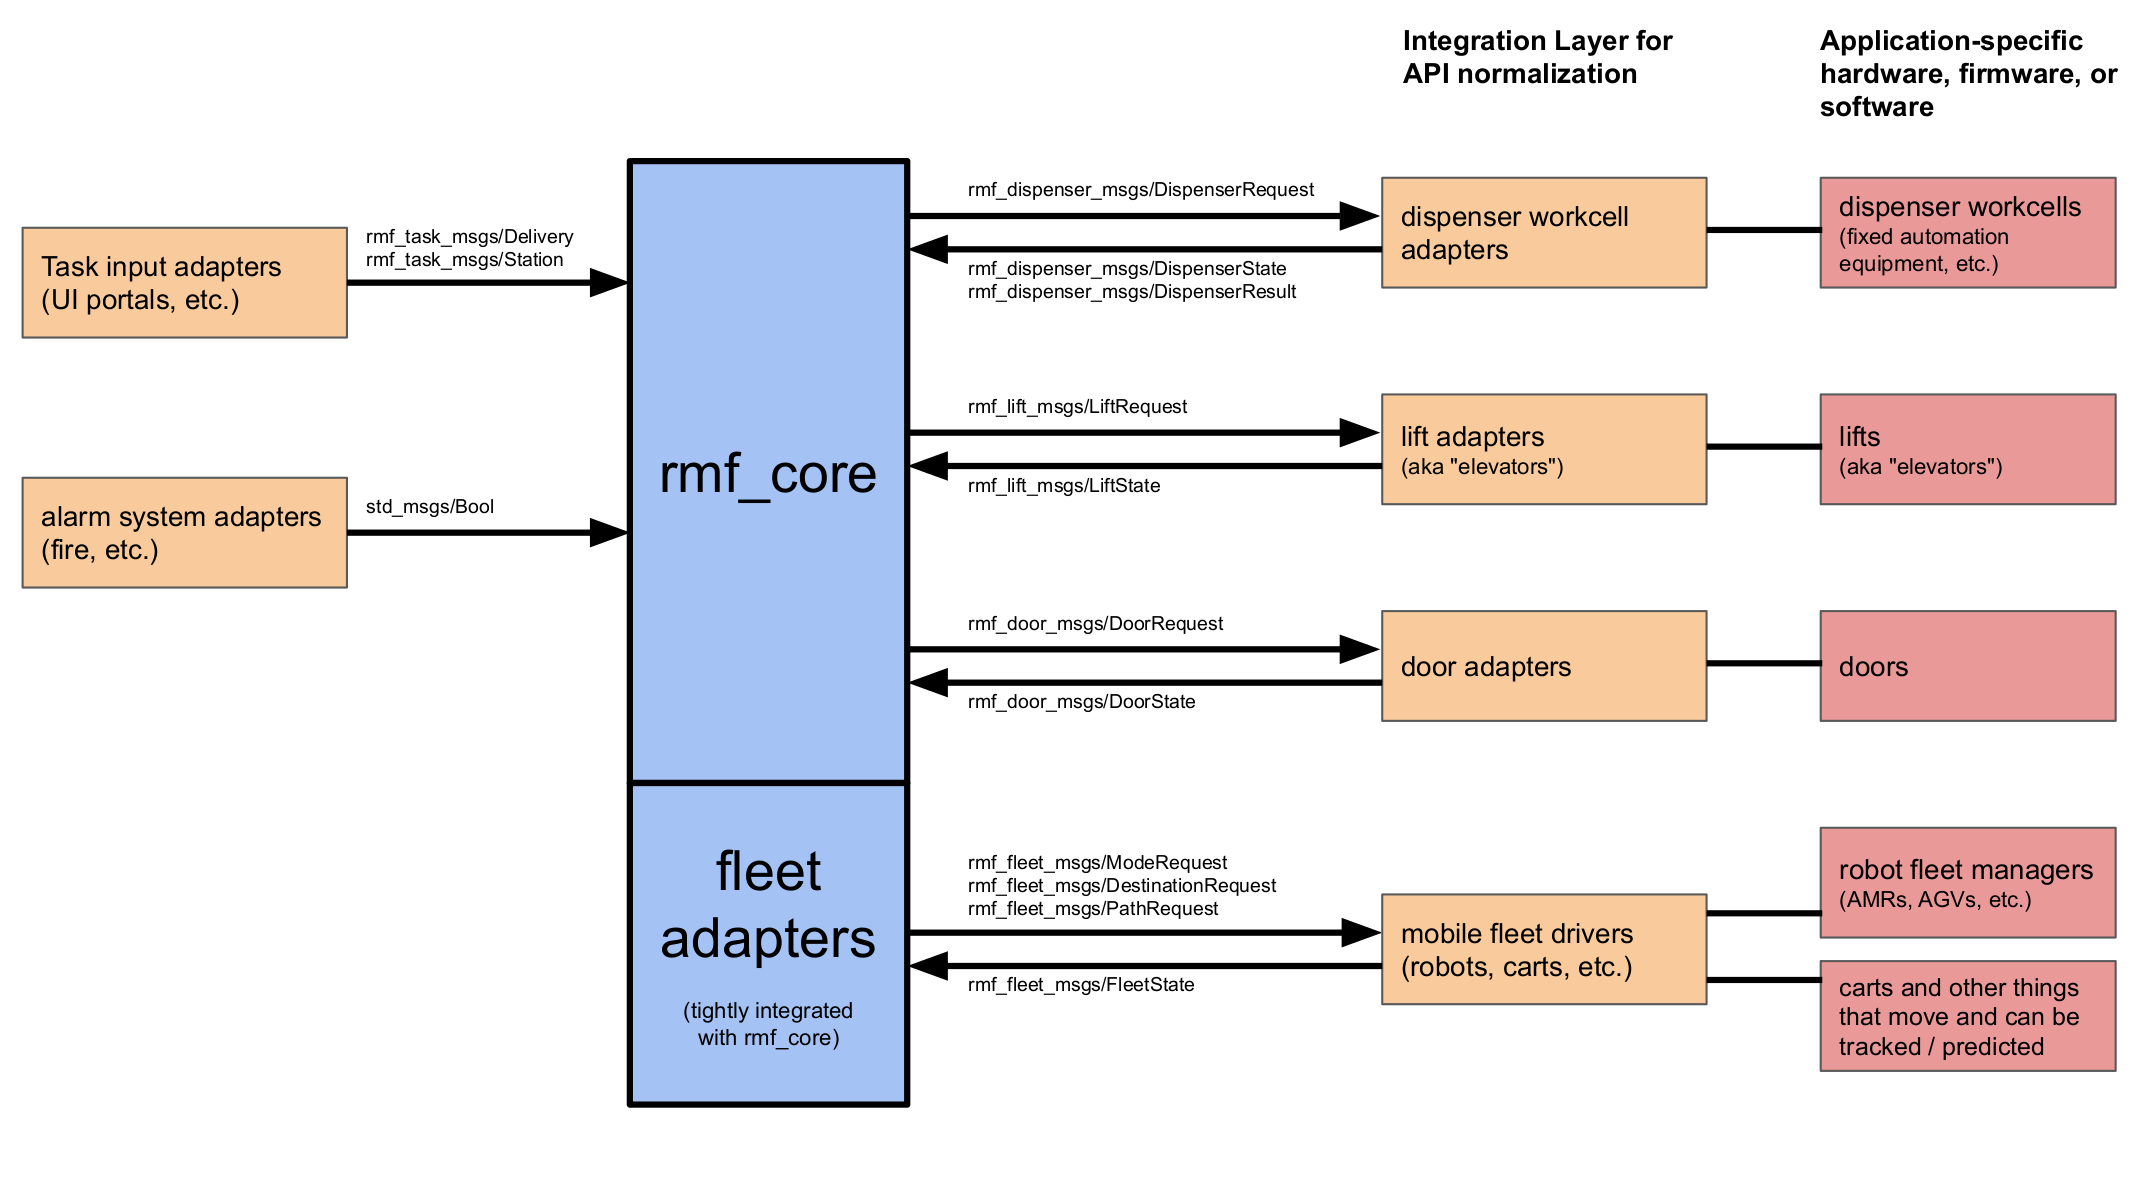 Integration Layer for
API normalization
Application-specific
hardware, firmware, or
software
Task input adapters
(UI portals, etc.)
rmf_task_msgs/Delivery
rmf_task_msgs/Station
alarm system adapters
(fire, etc.)
std_msgs/Bool
rmf_core
fleet
adapters
(tightly integrated
with rmf_core)
rmf_dispenser_msgs/DispenserRequest
rmf_dispenser_msgs/DispenserState
rmf_dispenser_msgs/DispenserResult
dispenser workcell
adapters
dispenser workcells
(fixed automation
equipment, etc.)
rmf_lift_msgs/LiftRequest
rmf_lift_msgs/LiftState
lift adapters
(aka "elevators")
lifts
(aka "elevators")
rmf_door_msgs/DoorRequest
rmf_door_msgs/DoorState
door adapters
doors
rmf_fleet_msgs/ModeRequest
rmf_fleet_msgs/DestinationRequest
rmf_fleet_msgs/PathRequest
rmf_fleet_msgs/FleetState
mobile fleet drivers
(robots, carts, etc.)
robot fleet managers
(AMRs, AGVs, etc.)
carts and other things
that move and can be
tracked / predicted